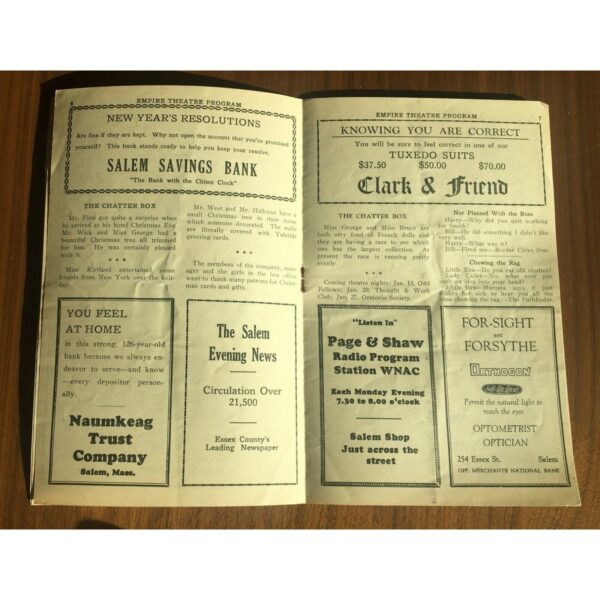 6
EMPIRE THEATRE PROGRAM
NEW YEAR'S RESOLUTIONS
Are fine if they are kept. Why not open the account that you've promised
yourself? This bank stands ready to help you keep your resolve.
SALEM SAVINGS BANK
"The Bank with the Chime Clock"
THE CHATTER BOX
Mr. Fiset got quite a surprise when
he arrived at his hotel Christmas Eve.
Mr. Wick and Miss George had a
beautiful Christmas tree all trimmed
for him. He was certainly pleased
with it.
* * *
Miss Kirtland entertained some
friends from New York over the holi-
day.
Mr. West and Mr. Halboran have a
small Christmas tree in their room
which someone decorated. The walls
are literally covered with Yuletide
greeting cards.
* * *
The members of the company, man-
ager and the girls in the box office
want to thank many patrons for Christ-
mas cards and gifts.
YOU FEEL
AT HOME
in this strong, 126-year-old
bank because we always en-
deavor to serve—and know
—every depositor person-
ally.
Naumkeag
Trust
Company
Salem, Mass.
The Salem
Evening News
Circulation Over
21,500
Essex County's
Leading Newspaper
EMPIRE THEATRE PROGRAM
7
KNOWING YOU ARE CORRECT
You will be sure to feel correct in one of our
TUXEDO SUITS
$37.50 $50.00 $70.00
Clark & Friend
THE CHATTER BOX
Miss George and Miss Bence are
both very fond of French dolls and
they are having a race to see which
one has the largest collection. At
present the race is running pretty
evenly.
* * *
Coming theatre nights: Jan. 13, Odd
Fellows; Jan. 20, Thought & Work
Club; Jan. 27, Oratorio Society.
Not Pleased With the Boss
Harry—Why did you quit working
for Smith?
Bill—He did something I didn't like
very well.
Harry—What was it?
Bill—Fired me.—Border Cities Star.
Chewing the Rag
Little Eva—Do you eat old clothes?
Lady Caller—No; what ever put
such an idea into your head?
Little Eva—Mamma says it just
makes her sick to hear you all the
time chewing the rag.—The Pathfinder
"Listen In"
Page & Shaw
Radio Program
Station WNAC
Each Monday Evening
7.30 to 8.00 o'clock
Salem Shop
Just across the
street
FOR-SIGHT
see
FORSYTHE
ORTHOGON
Permit the natural light to
reach the eyes
OPTOMETRIST
OPTICIAN
254 Essex St. Salem
OPP. MERCHANTS NATIONAL BANK